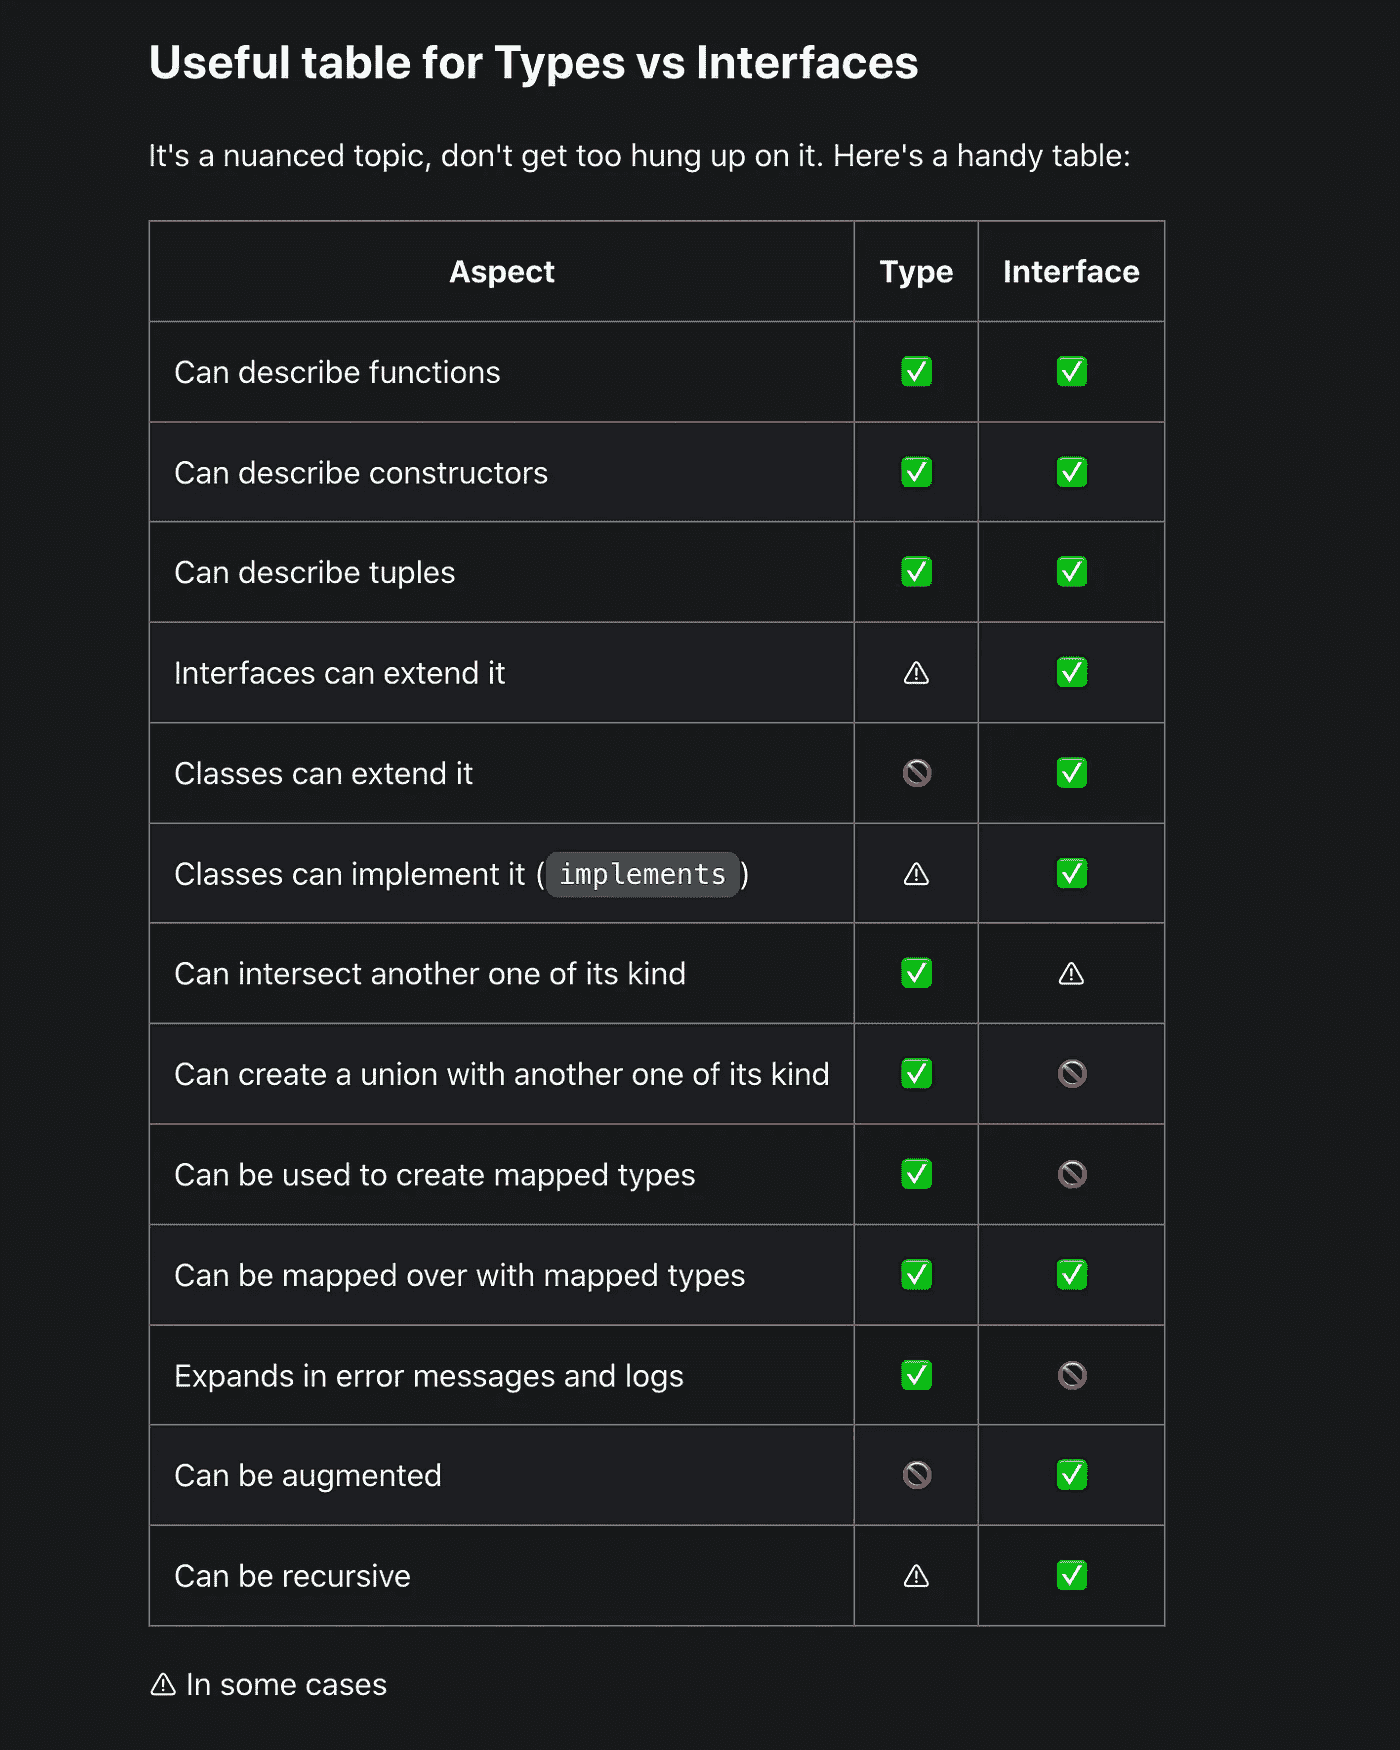 Useful table for Types vs Interfaces
It's a nuanced topic, don't get too hung up on it. Here's a handy table:
Aspect Type Interface
Can describe functions ✅ ✅
Can describe constructors ✅ ✅
Can describe tuples ✅ ✅
Interfaces can extend it ⚠ ✅
Classes can extend it 🚫 ✅
Classes can implement it (implements) ⚠ ✅
Can intersect another one of its kind ✅ ⚠
Can create a union with another one of its kind ✅ 🚫
Can be used to create mapped types ✅ 🚫
Can be mapped over with mapped types ✅ ✅
Expands in error messages and logs ✅ 🚫
Can be augmented 🚫 ✅
Can be recursive ⚠ ✅
⚠ In some cases